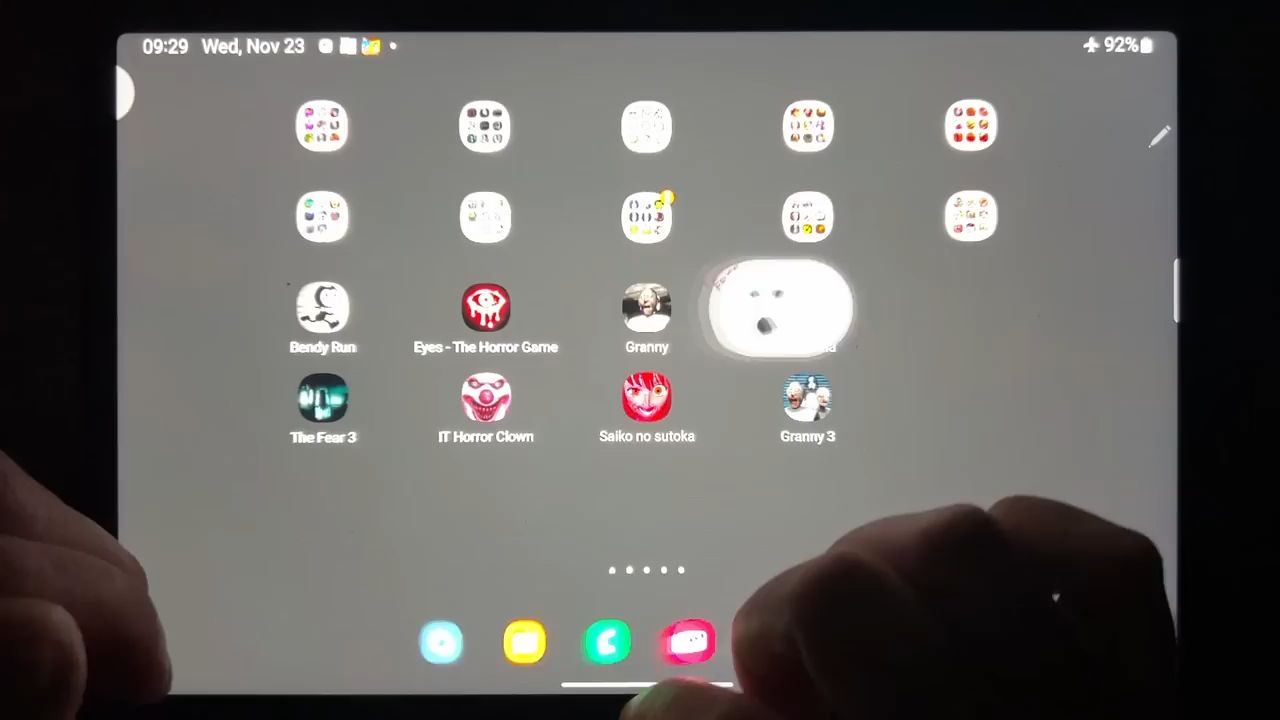 09:29 Wed, Nov 23
92%
Bendy Run
Eyes - The Horror Game
Granny
The Fear 3
IT Horror Clown
Saiko no sutoka
Granny 3